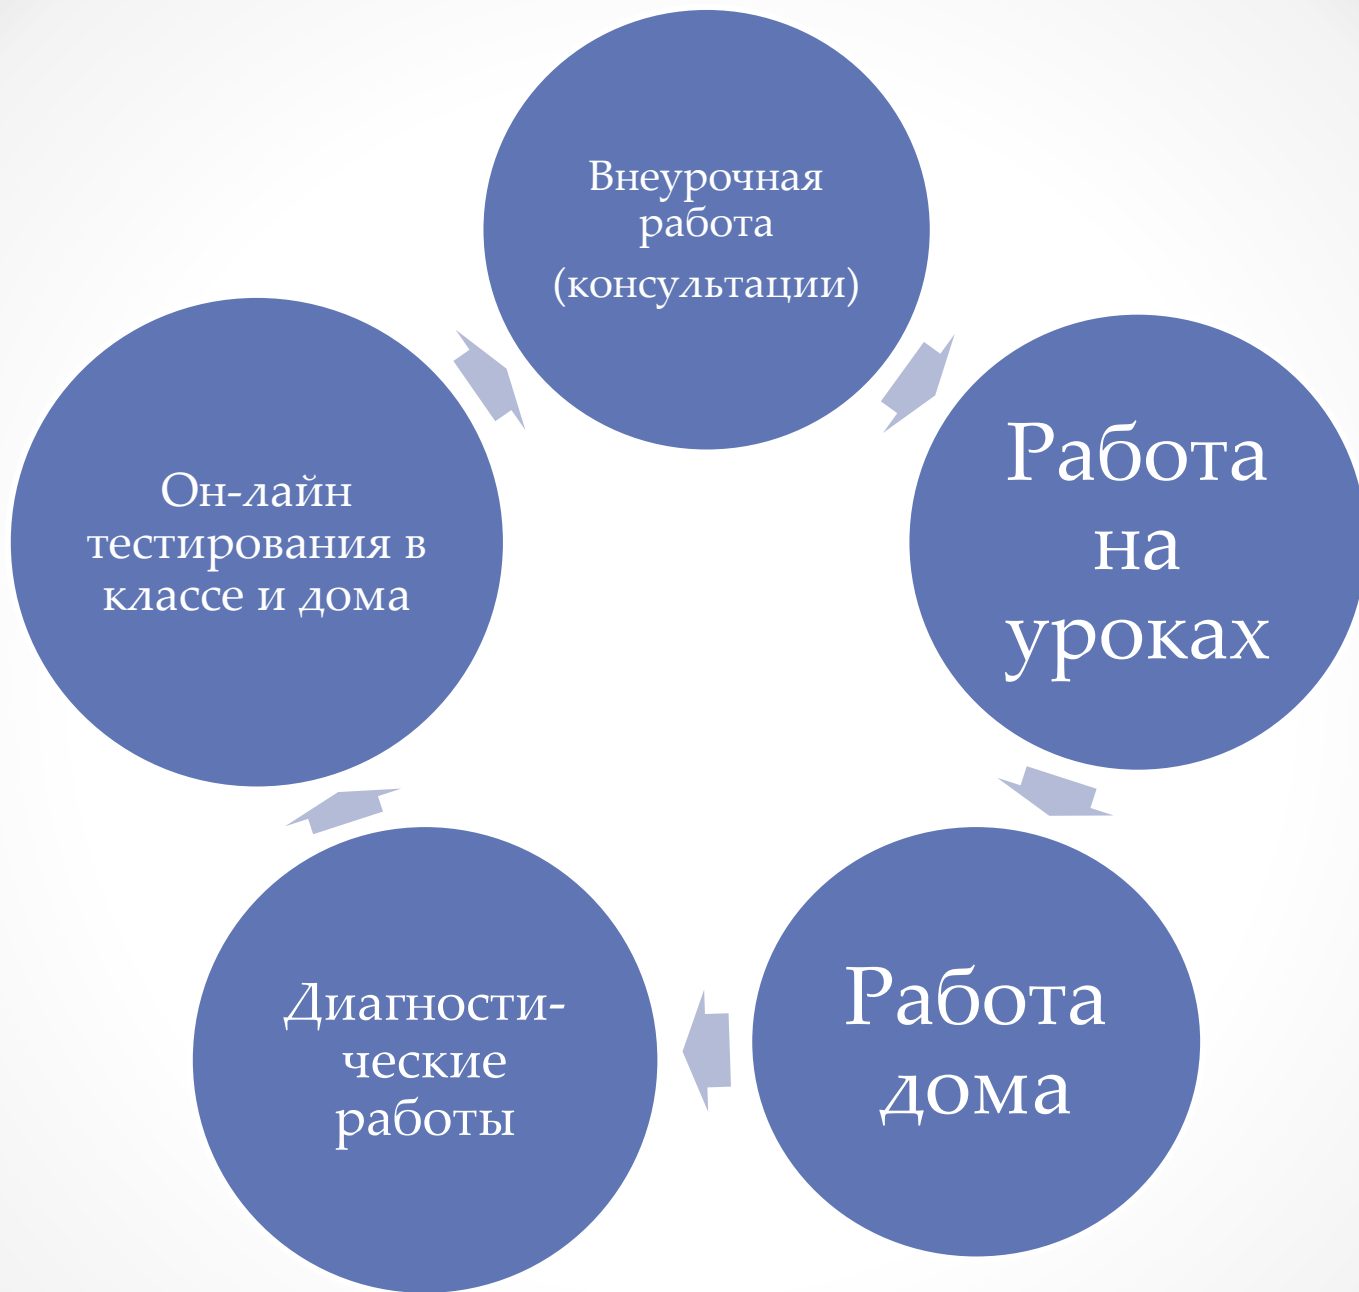 Внеурочная
работа
(консультации)
Работа
на
уроках
Работа
дома
Диагности-
ческие
работы
Он-лайн
тестирования в
классе и дома